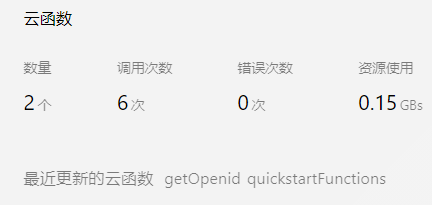 云函数
数量 调用次数 错误次数 资源使用
2 个 6 次 0 次 0.15 GBs
最近更新的云函数 getOpenid quickstartFunctions